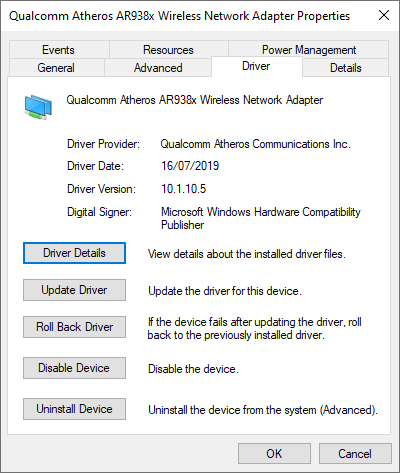 Qualcomm Atheros AR938x Wireless Network Adapter Properties
Events Resources Power Management
General Advanced Driver Details
Qualcomm Atheros AR938x Wireless Network Adapter
Driver Provider: Qualcomm Atheros Communications Inc.
Driver Date: 16/07/2019
Driver Version: 10.1.10.5
Digital Signer: Microsoft Windows Hardware Compatibility
Publisher
Driver Details View details about the installed driver files.
Update Driver Update the driver for this device.
Roll Back Driver If the device fails after updating the driver, roll
back to the previously installed driver.
Disable Device Disable the device.
Uninstall Device Uninstall the device from the system (Advanced).
OK Cancel